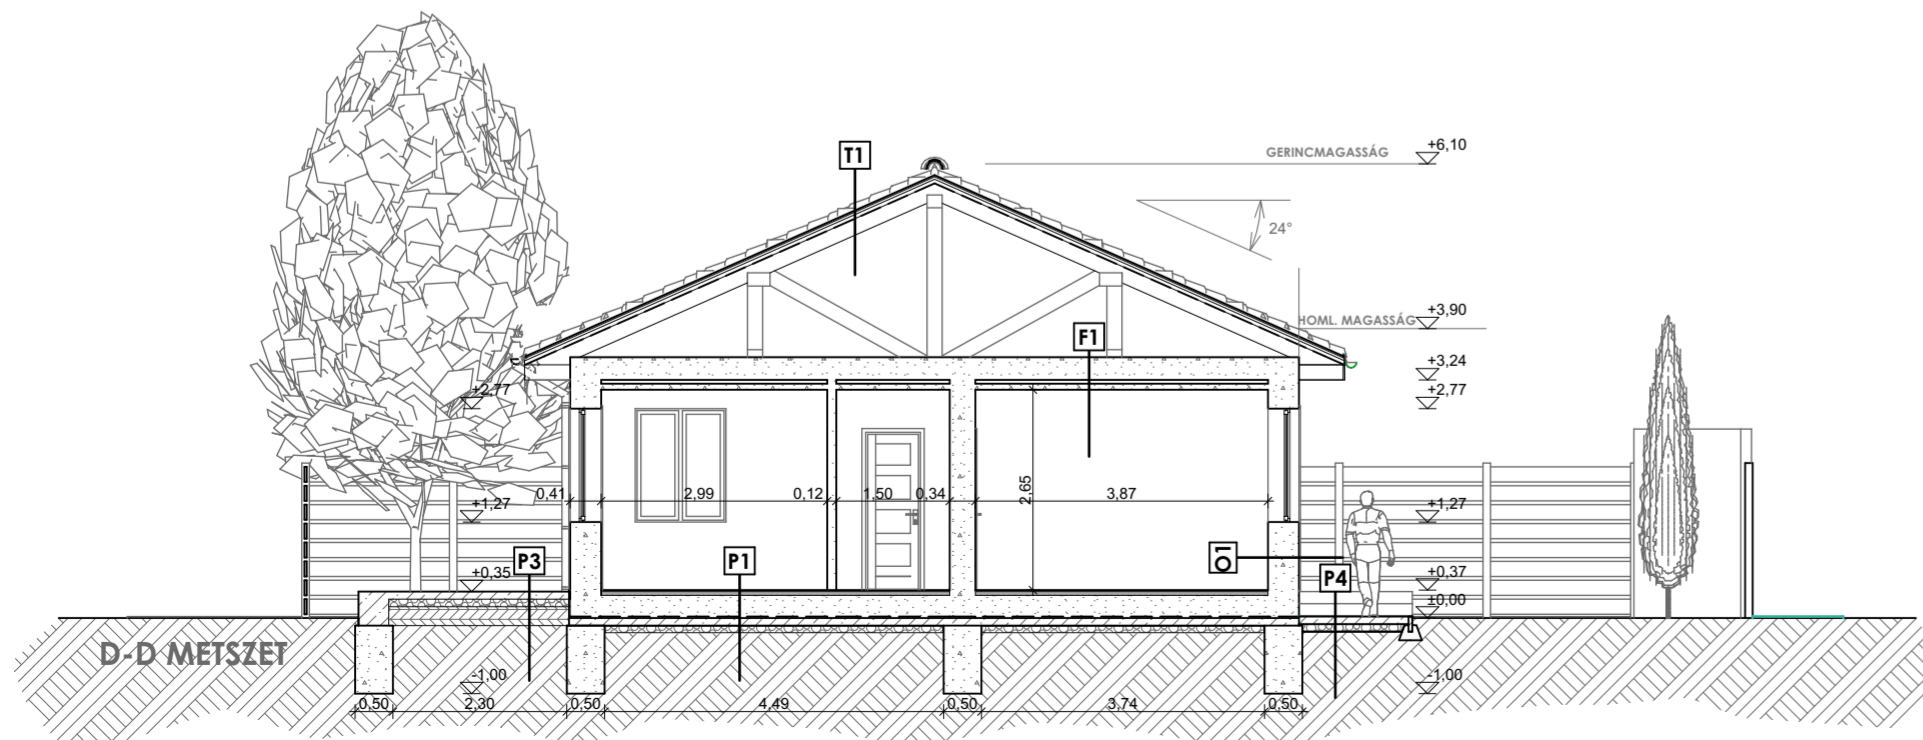 T1
GERINCMAGASSÁG +6,10
24°
HOML. MAGASSÁG +3,90
F1
+3,24
+2,77 +2,77
0,41 2,99 0,12 1,50 0,34 2,65 3,87
+1,27 +1,27
P3 P1 O1 P4
+0,35 +0,37
±0,00
D-D METSZET
-1,00 -1,00
0,50 2,30 0,50 4,49 0,50 3,74 0,50